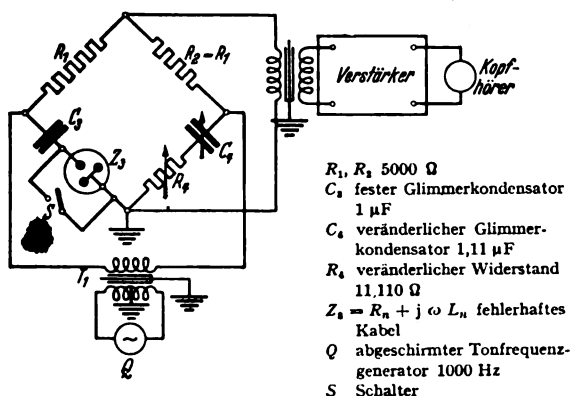 R₁
R₂ = R₁
C₃
Z₃
C₄
R₄
S
T₁
Q
Verstärker
Kopf-
hörer
R₁, R₂ 5000 Ω
C₃ fester Glimmerkondensator
1 µF
C₄ veränderlicher Glimmer-
kondensator 1,11 µF
R₄ veränderlicher Widerstand
11,110 Ω
Z₃ = Rₙ + j ω Lₙ fehlerhaftes
Kabel
Q abgeschirmter Tonfrequenz-
generator 1000 Hz
S Schalter